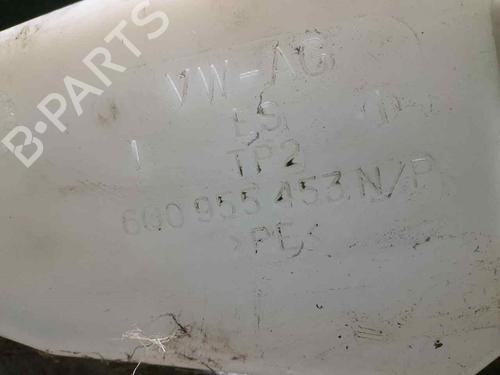 B-PARTS
VW-AG
ES
TP2
6Q0 955 453 N/P
>PE<